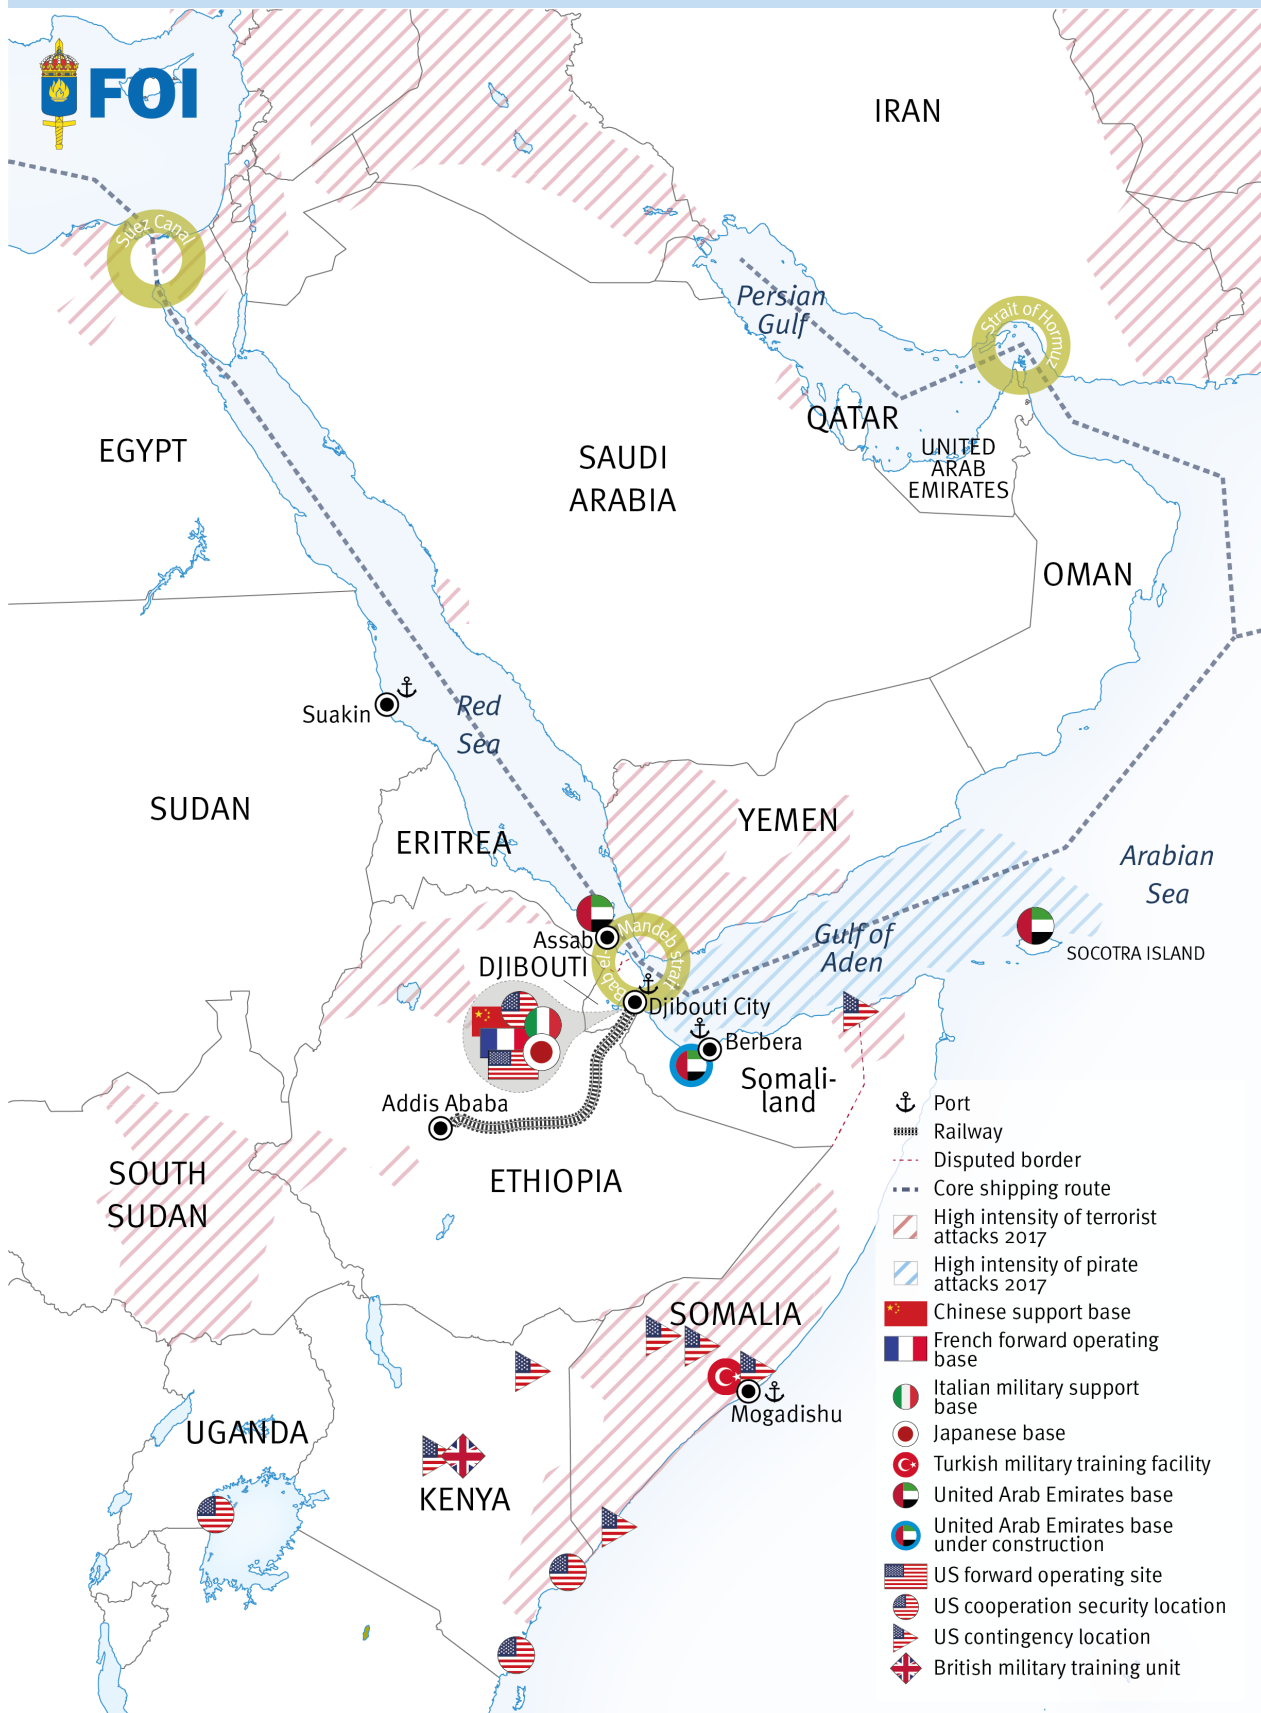 FOI
IRAN
Suez Canal
Persian
Gulf
Strait of Hormuz
QATAR
EGYPT
SAUDI
ARABIA
UNITED
ARAB
EMIRATES
OMAN
Suakin
Red
Sea
SUDAN
ERITREA
YEMEN
Arabian
Sea
Gulf of
Aden
Assab
Bab el Mandeb strait
DJIBOUTI
SOCOTRA ISLAND
Djibouti City
Berbera
Somali-
land
Addis Ababa
ETHIOPIA
SOUTH
SUDAN
SOMALIA
Mogadishu
UGANDA
KENYA
Port
Railway
Disputed border
Core shipping route
High intensity of terrorist
attacks 2017
High intensity of pirate
attacks 2017
Chinese support base
French forward operating
base
Italian military support
base
Japanese base
Turkish military training facility
United Arab Emirates base
United Arab Emirates base
under construction
US forward operating site
US cooperation security location
US contingency location
British military training unit